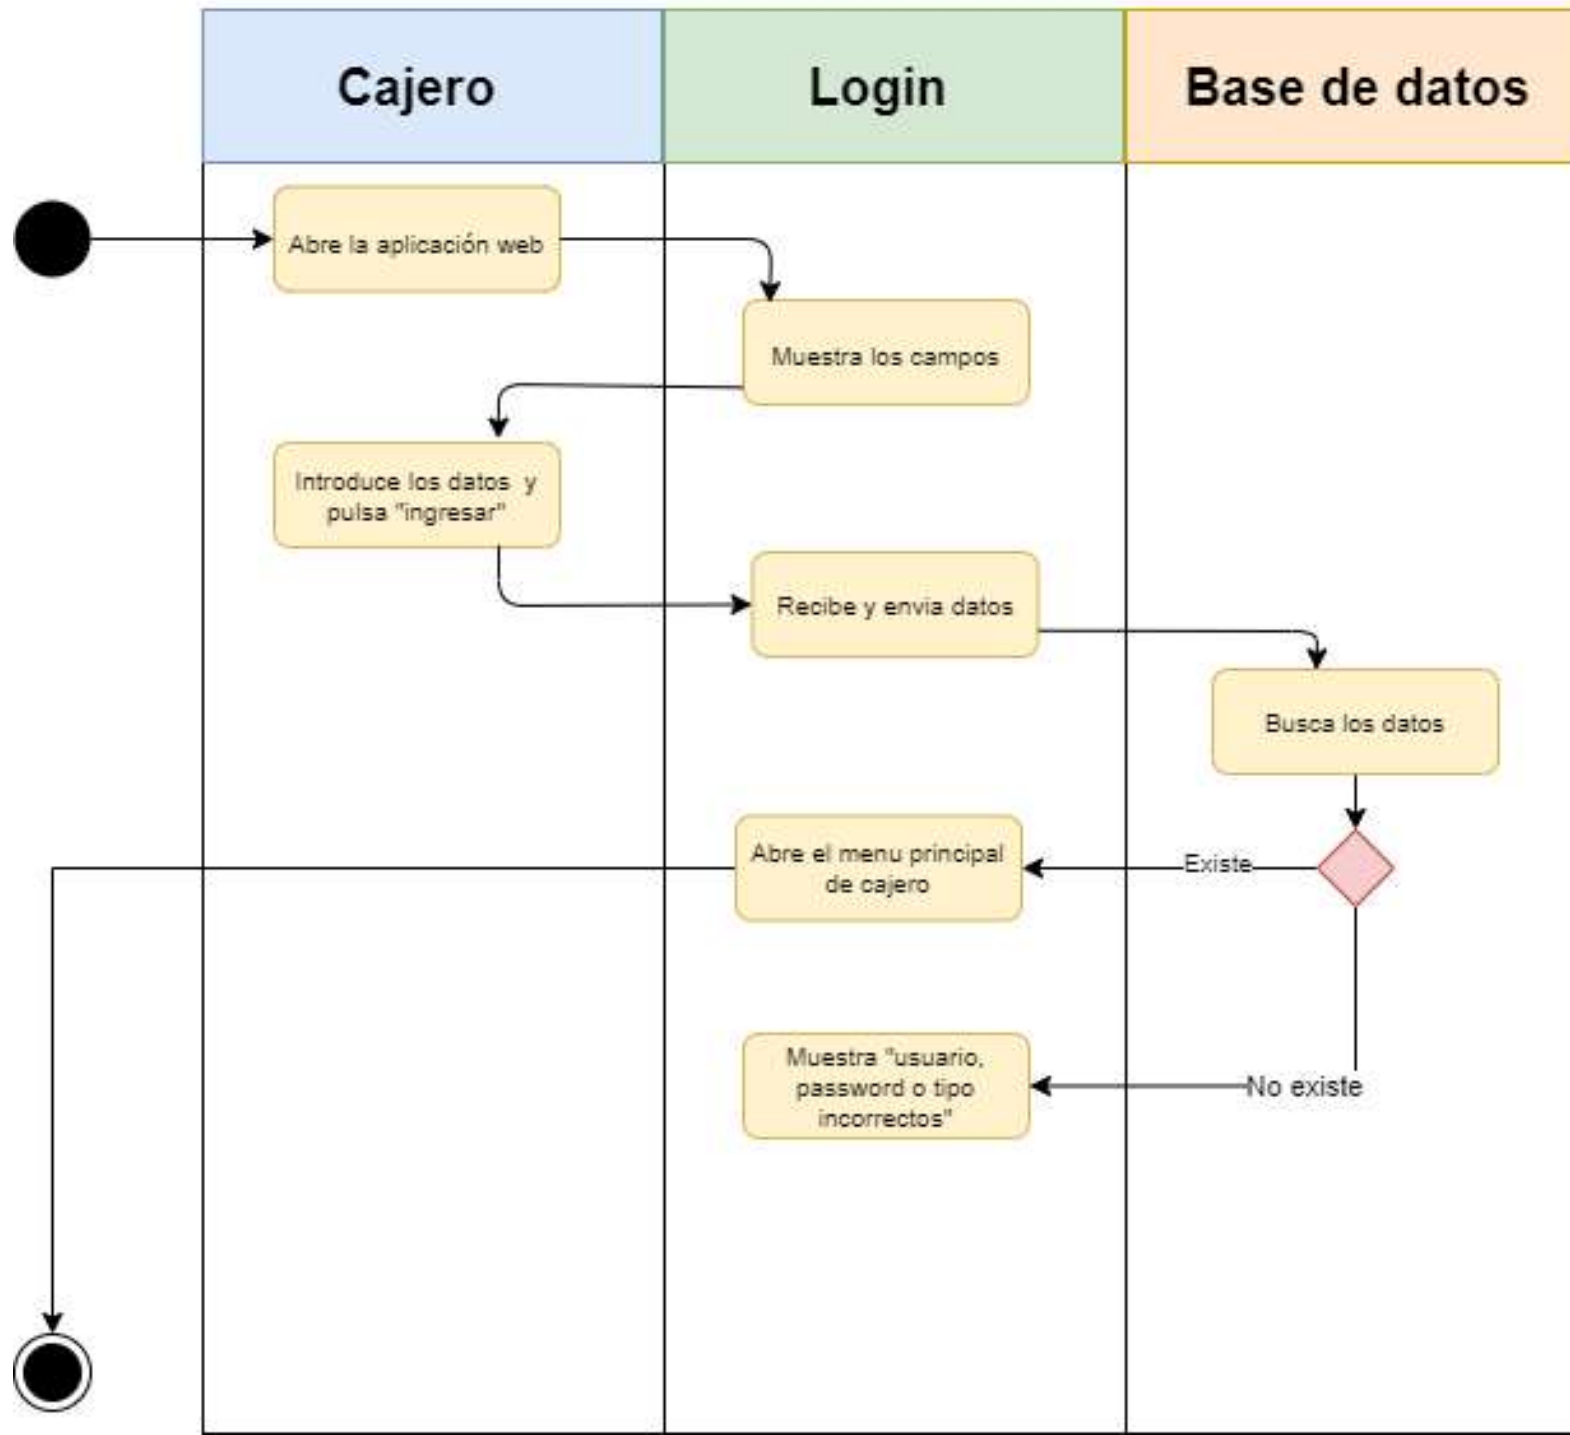 Cajero
Login
Base de datos
Abre la aplicación web
Muestra los campos
Introduce los datos y
pulsa "ingresar"
Recibe y envia datos
Busca los datos
Existe
Abre el menu principal
de cajero
No existe
Muestra "usuario,
password o tipo
incorrectos"